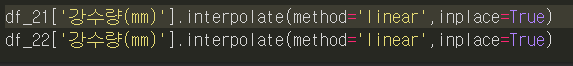 df_21['강수량(mm)'].interpolate(method='linear',inplace=True)
df_22['강수량(mm)'].interpolate(method='linear',inplace=True)